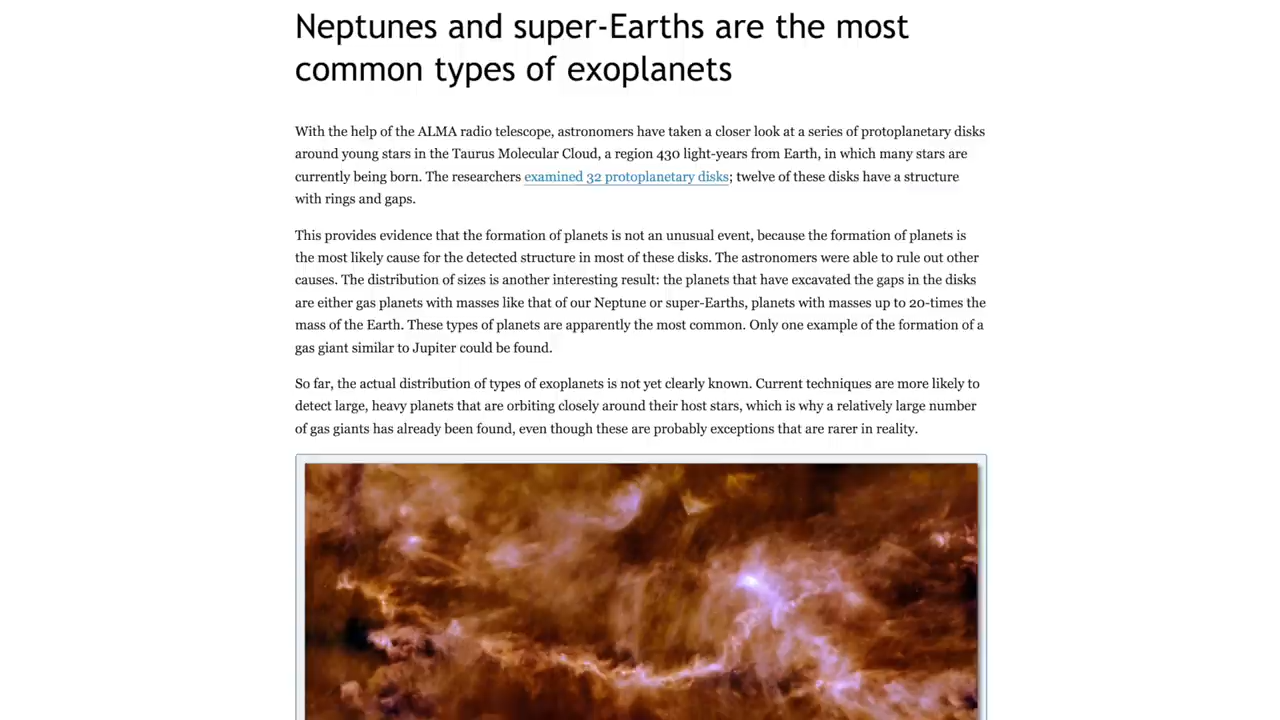 Neptunes and super-Earths are the most
common types of exoplanets
With the help of the ALMA radio telescope, astronomers have taken a closer look at a series of protoplanetary disks
around young stars in the Taurus Molecular Cloud, a region 430 light-years from Earth, in which many stars are
currently being born. The researchers examined 32 protoplanetary disks; twelve of these disks have a structure
with rings and gaps.
This provides evidence that the formation of planets is not an unusual event, because the formation of planets is
the most likely cause for the detected structure in most of these disks. The astronomers were able to rule out other
causes. The distribution of sizes is another interesting result: the planets that have excavated the gaps in the disks
are either gas planets with masses like that of our Neptune or super-Earths, planets with masses up to 20-times the
mass of the Earth. These types of planets are apparently the most common. Only one example of the formation of a
gas giant similar to Jupiter could be found.
So far, the actual distribution of types of exoplanets is not yet clearly known. Current techniques are more likely to
detect large, heavy planets that are orbiting closely around their host stars, which is why a relatively large number
of gas giants has already been found, even though these are probably exceptions that are rarer in reality.